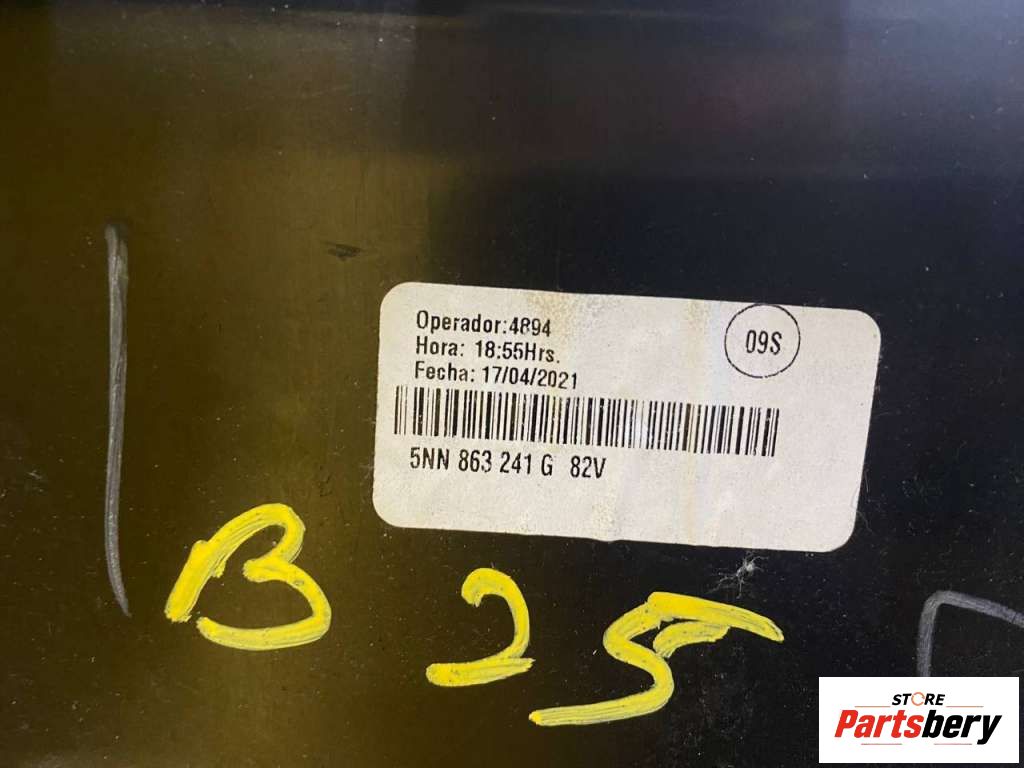 Operador:4894
Hora: 18:55Hrs.
Fecha: 17/04/2021
09S
5NN 863 241 G 82V
B 25
STORE
Partsbery